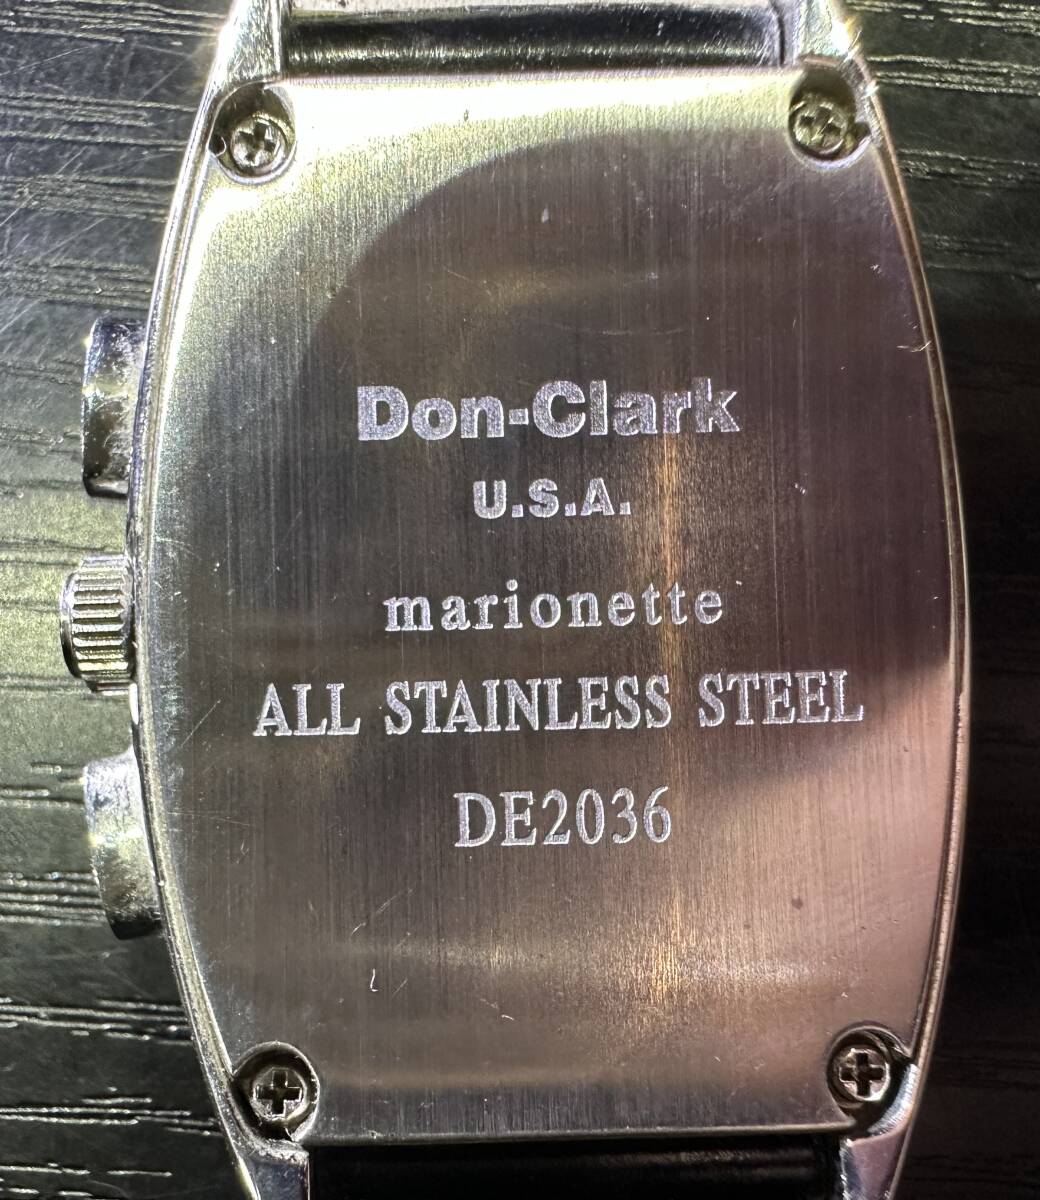 Don-Clark
U.S.A.
marionette
ALL STAINLESS STEEL
DE2036